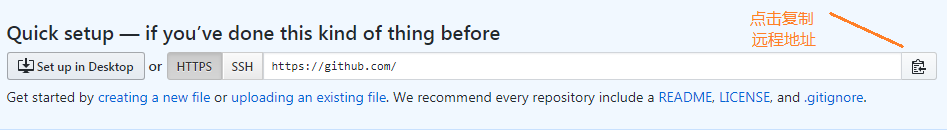 点击复制
远程地址
Quick setup — if you’ve done this kind of thing before
Set up in Desktop or HTTPS SSH https://github.com/
Get started by creating a new file or uploading an existing file. We recommend every repository include a README, LICENSE, and .gitignore.